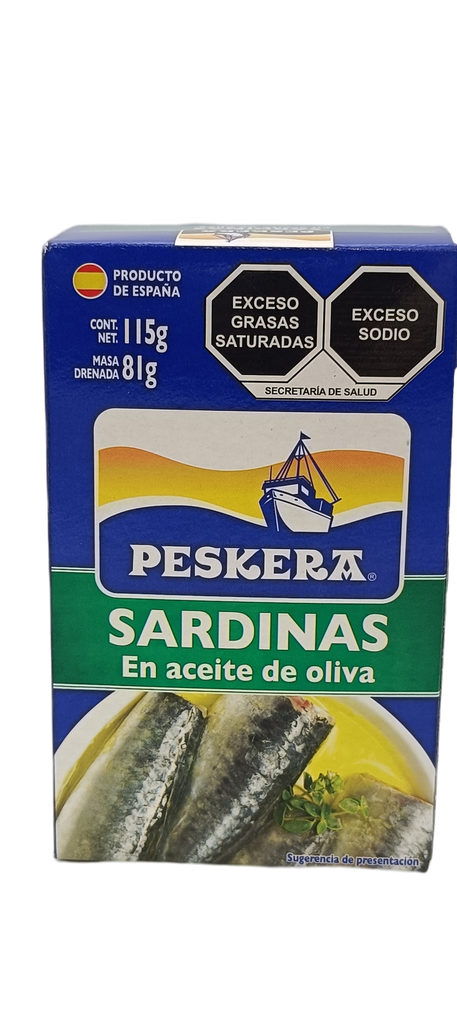 PRODUCTO
DE ESPAÑA
CONT.
NET. 115g
MASA
DRENADA 81g
EXCESO
GRASAS
SATURADAS
EXCESO
SODIO
SECRETARÍA DE SALUD
PESKERA®
SARDINAS
En aceite de oliva
Sugerencia de presentación